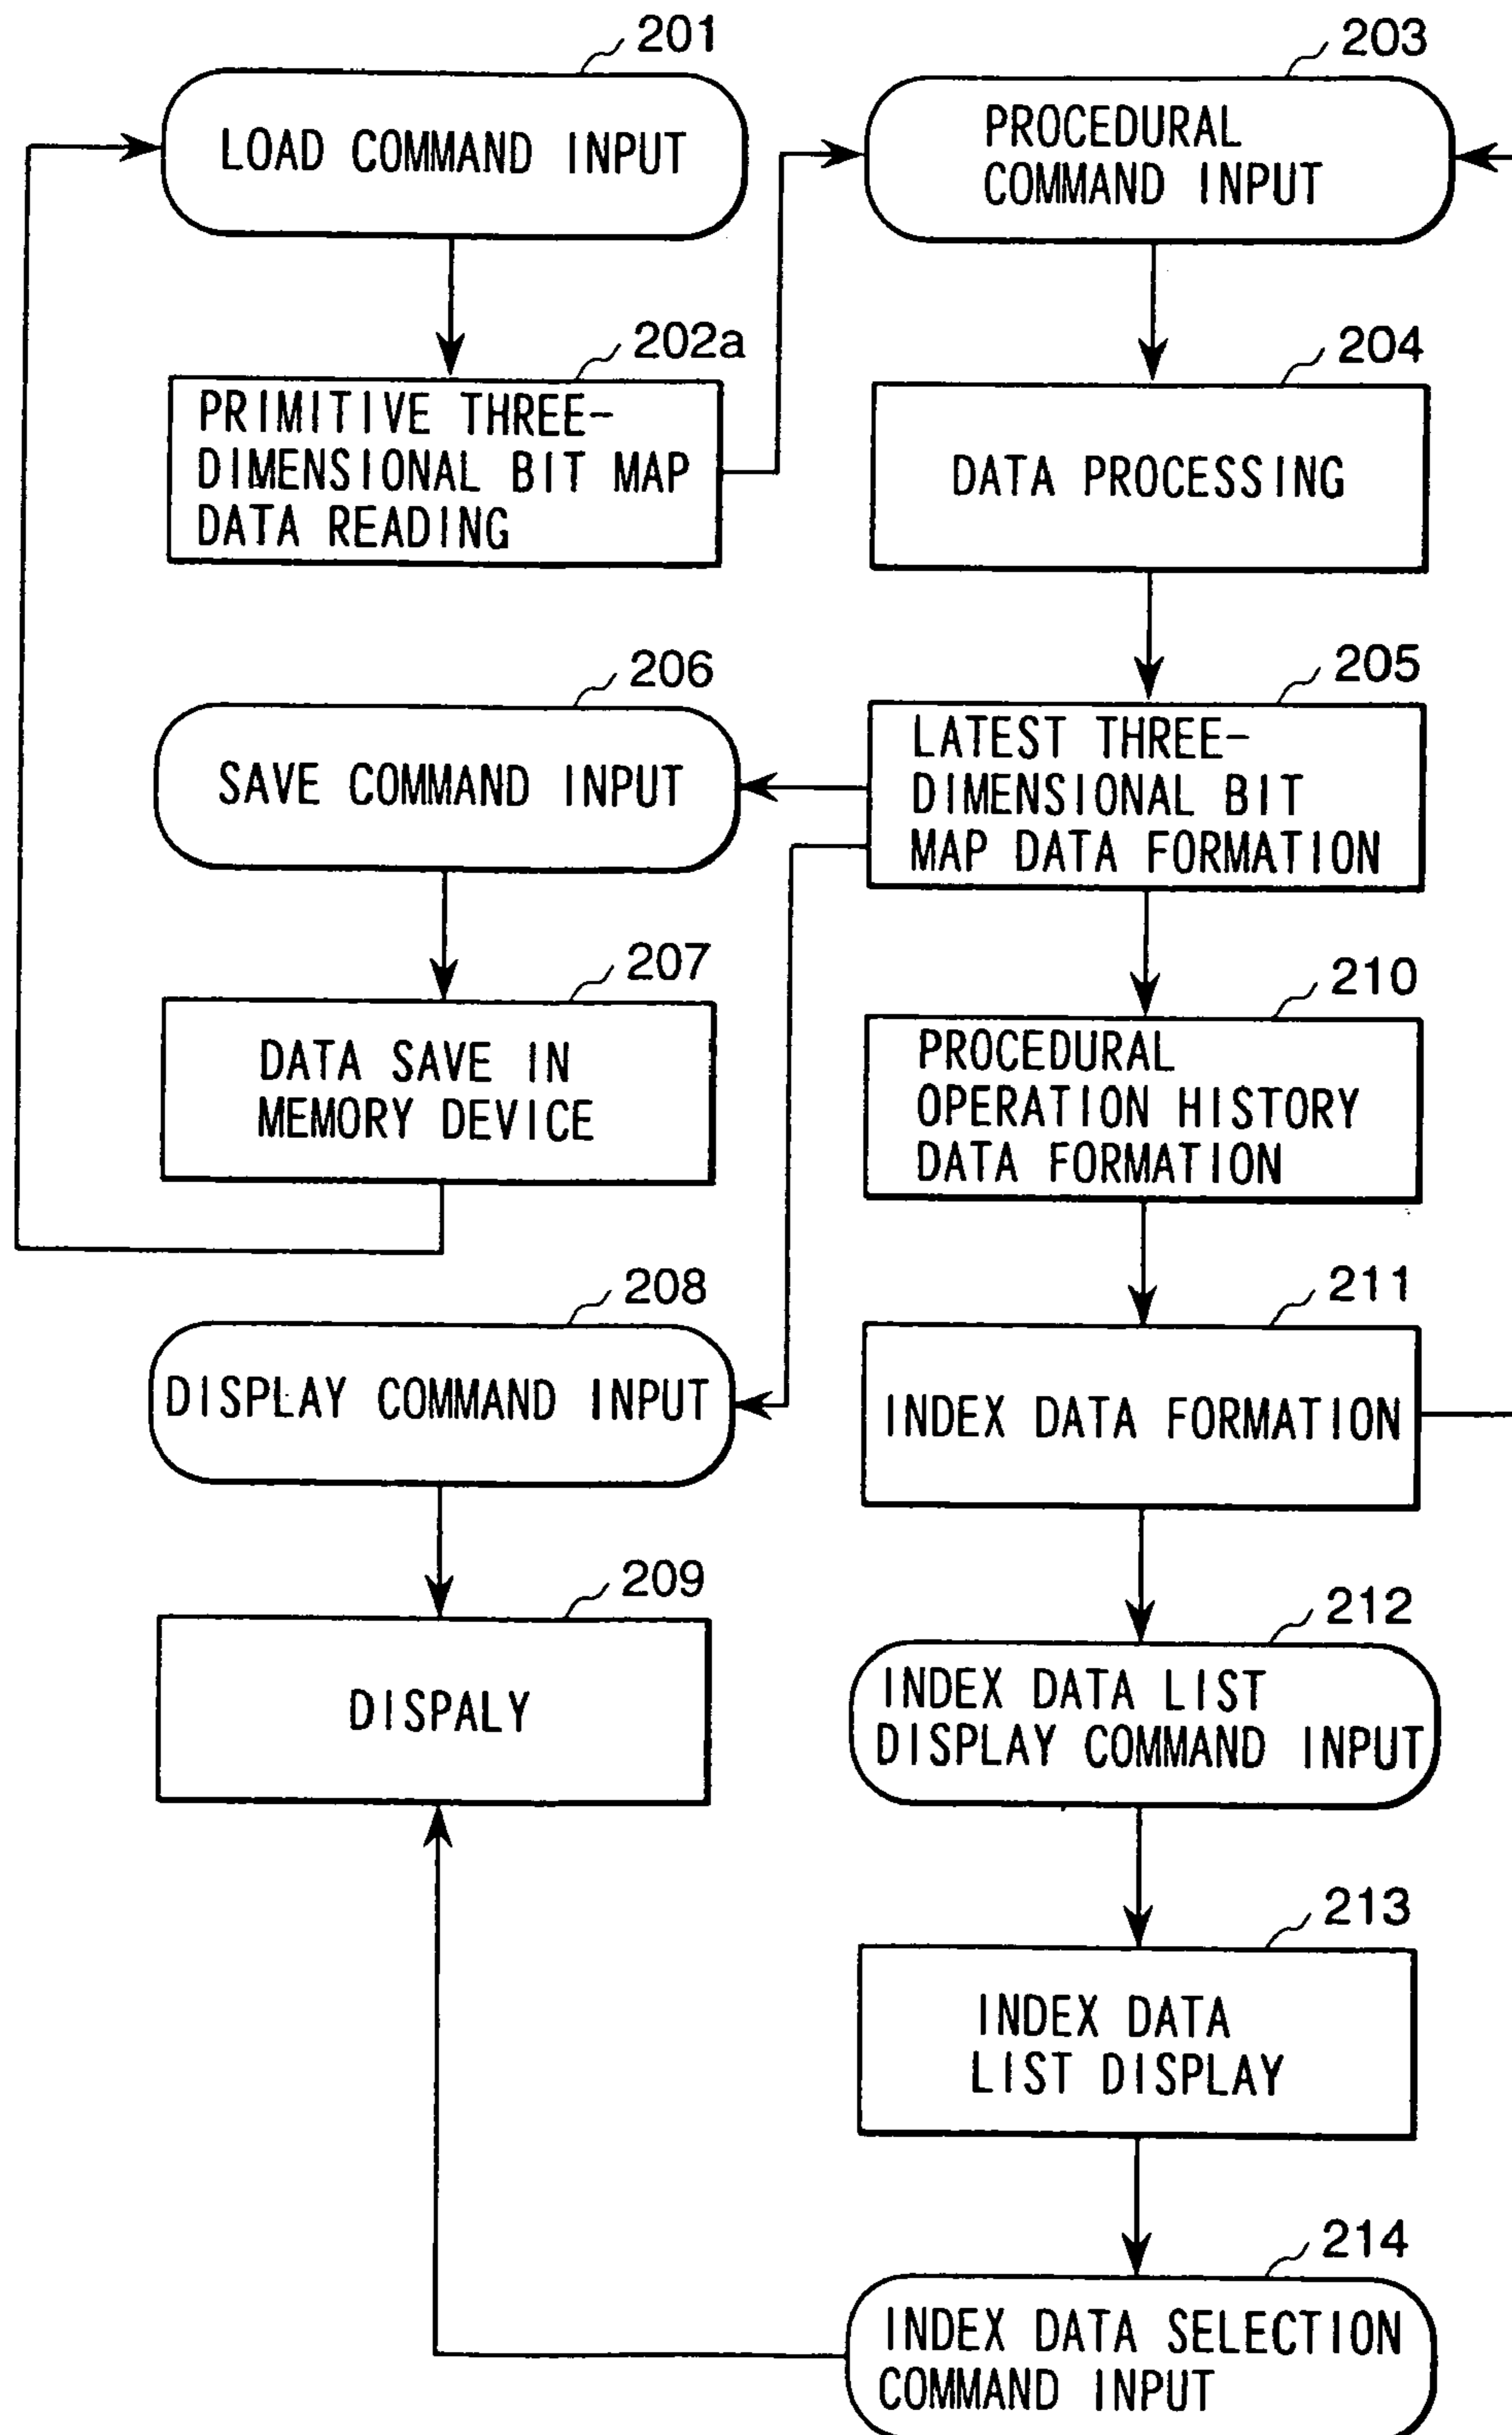 201
LOAD COMMAND INPUT
202a
PRIMITIVE THREE-
DIMENSIONAL BIT MAP
DATA READING
203
PROCEDURAL
COMMAND INPUT
204
DATA PROCESSING
205
LATEST THREE-
DIMENSIONAL BIT
MAP DATA FORMATION
206
SAVE COMMAND INPUT
207
DATA SAVE IN
MEMORY DEVICE
208
DISPLAY COMMAND INPUT
209
DISPALY
210
PROCEDURAL
OPERATION HISTORY
DATA FORMATION
211
INDEX DATA FORMATION
212
INDEX DATA LIST
DISPLAY COMMAND INPUT
213
INDEX DATA
LIST DISPLAY
214
INDEX DATA SELECTION
COMMAND INPUT